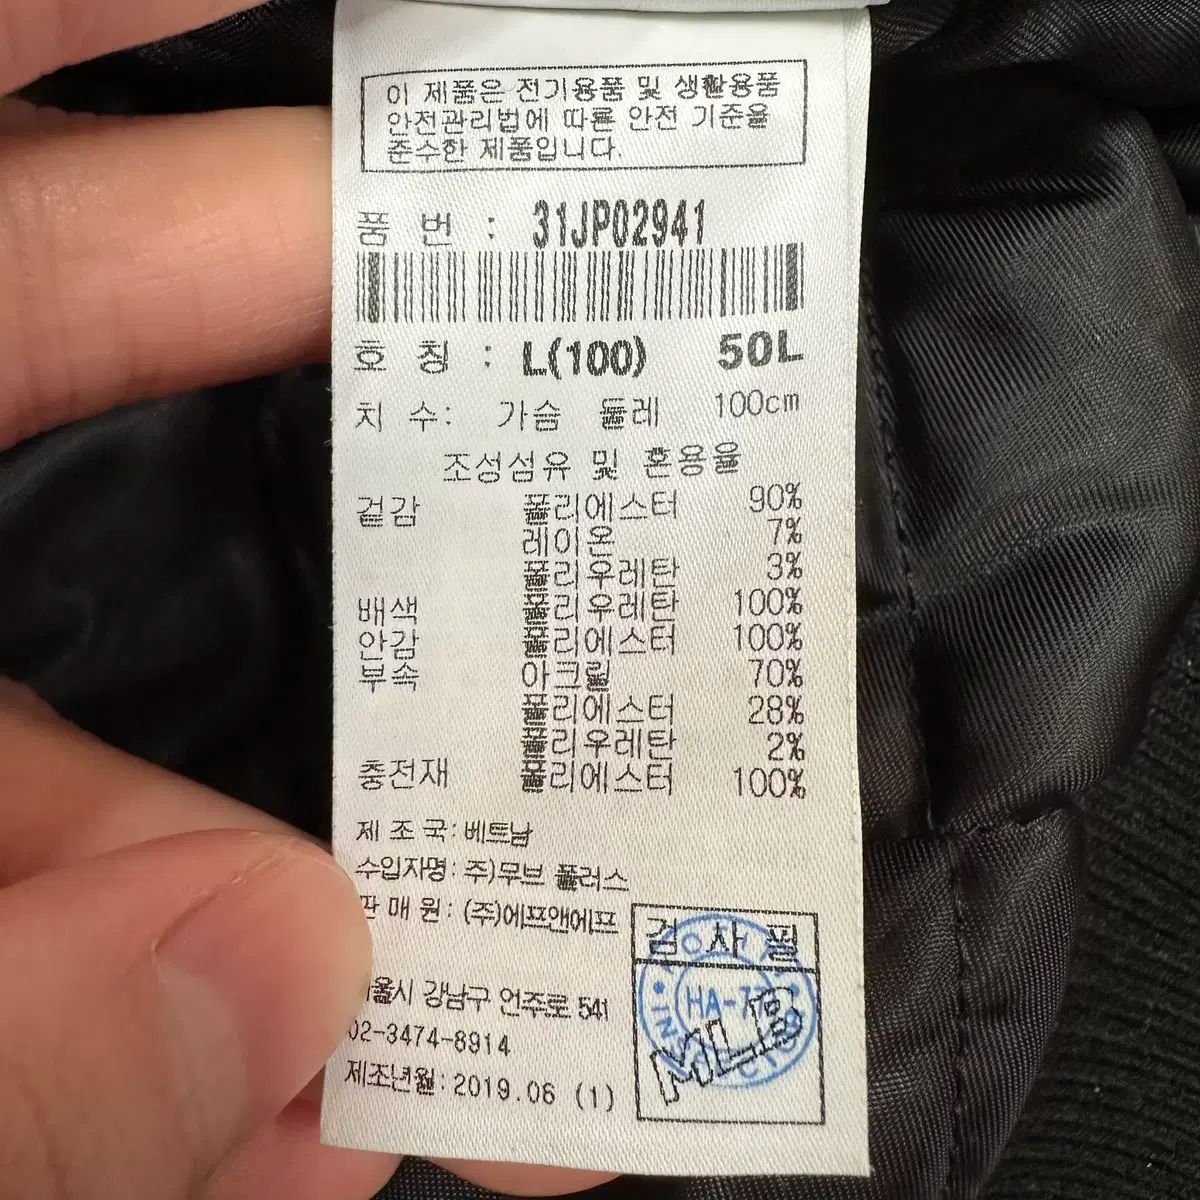 이 제품은 전기용품 및 생활용품
안전관리법에 따른 안전 기준을
준수한 제품입니다.
품 번 : 31JP02941
호 칭 : L(100) 50L
치 수: 가슴 둘레 100cm
조성섬유 및 혼용율
겉감 폴리에스터 90%
레이온 7%
폴리우레탄 3%
배색 폴리우레탄 100%
안감 폴리에스터 100%
부속 아크릴 70%
폴리에스터 28%
폴리우레탄 2%
충전재 폴리에스터 100%
제 조 국: 베트남
수입자명: 주)무브 플러스
판 매 원: (주)에프앤에프
서울시 강남구 언주로 541
02-3474-8914
제조년월: 2019.06 (1)
검 사 필
MLB